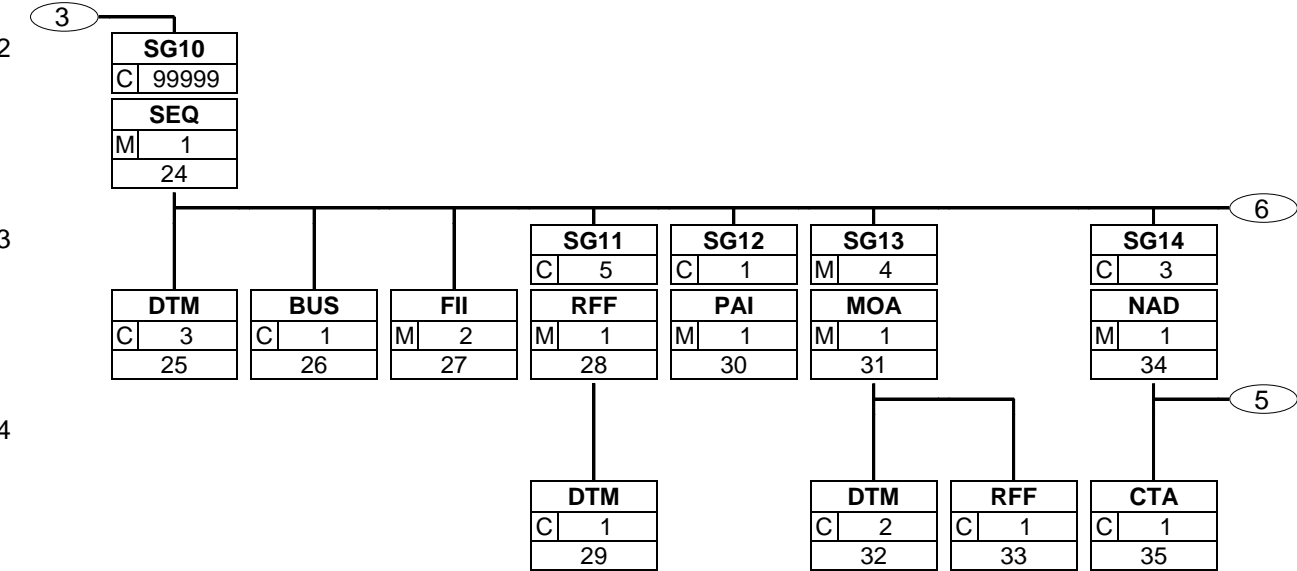 3
2
SG10
C 99999
SEQ
M 1
24
6
3
SG11
C 5
SG12
C 1
SG13
M 4
SG14
C 3
DTM
C 3
25
BUS
C 1
26
FII
M 2
27
RFF
M 1
28
PAI
M 1
30
MOA
M 1
31
NAD
M 1
34
5
4
DTM
C 1
29
DTM
C 2
32
RFF
C 1
33
CTA
C 1
35